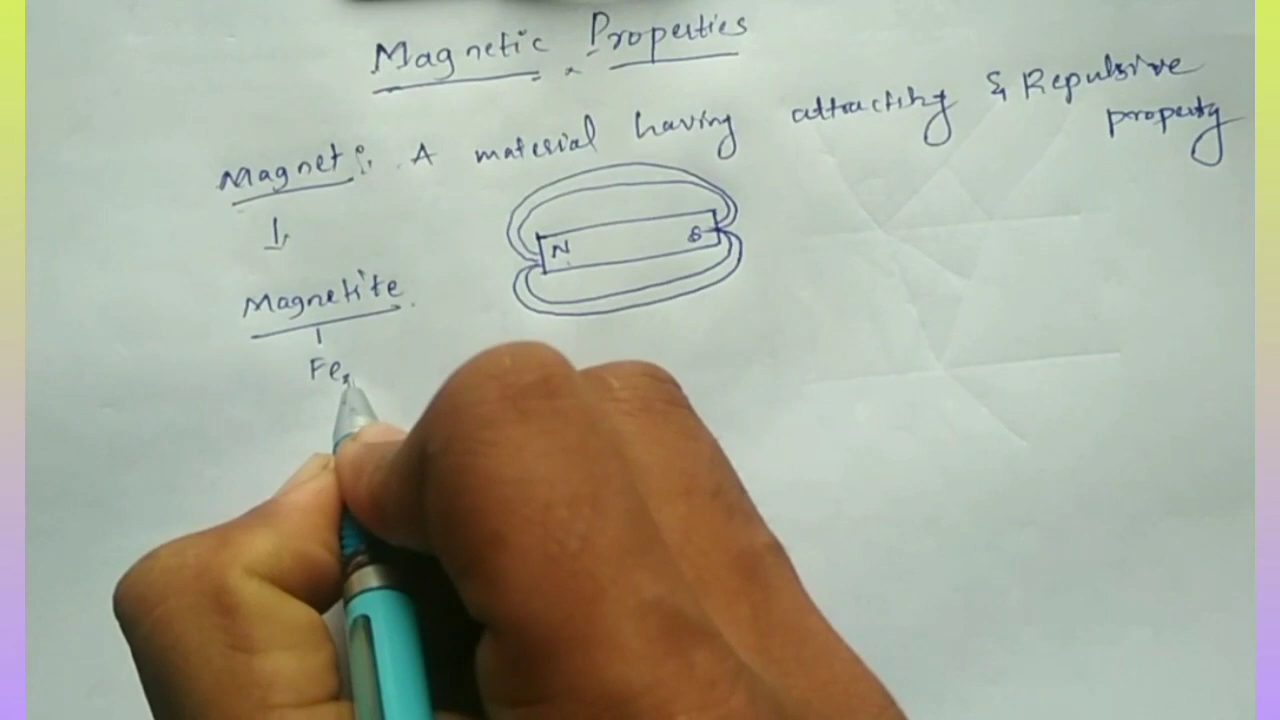 Magnetic Properties
Magnet :. A material having attracting & Repulsive
property
N S
Magnetite
Fe